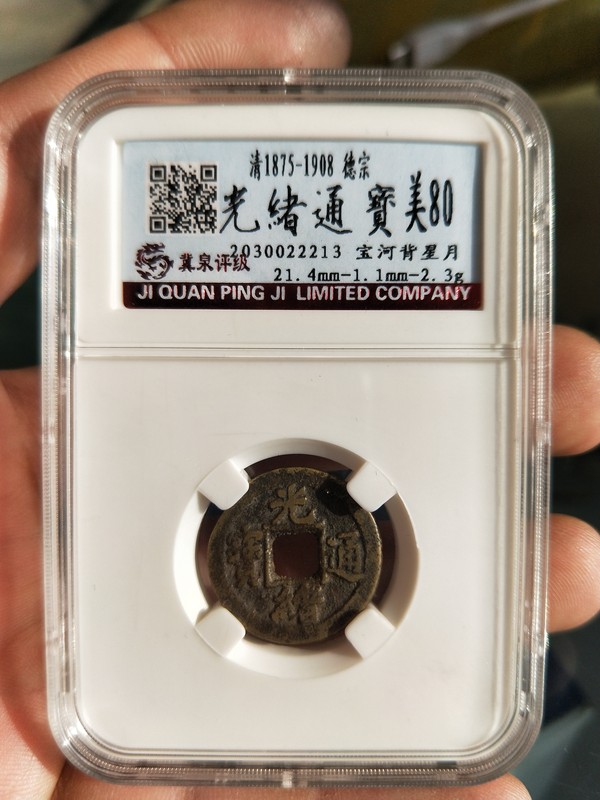 清1875-1908 德宗
光緒通寶 美80
2030022213 宝河背星月
冀泉评级
21.4mm-1.1mm-2.3g
JI QUAN PING JI LIMITED COMPANY
光
寶 通
緒